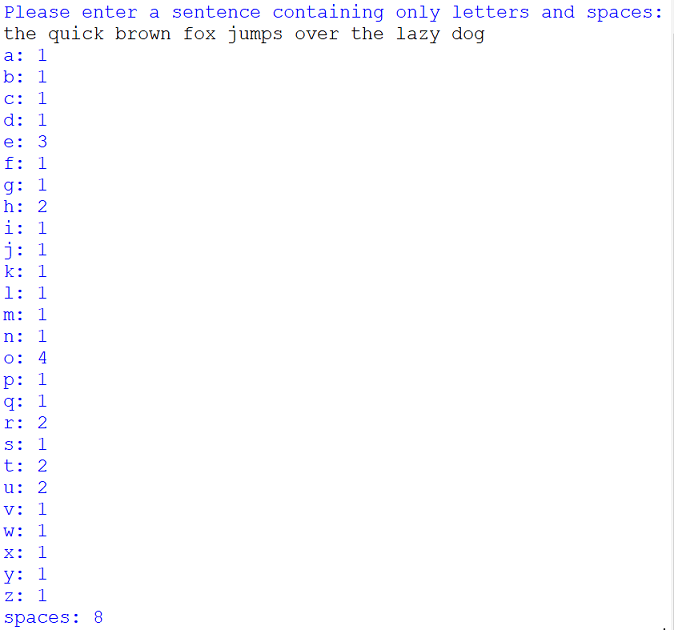 Please enter a sentence containing only letters and spaces:
the quick brown fox jumps over the lazy dog
a: 1
b: 1
c: 1
d: 1
e: 3
f: 1
g: 1
h: 2
i: 1
j: 1
k: 1
l: 1
m: 1
n: 1
o: 4
p: 1
q: 1
r: 2
s: 1
t: 2
u: 2
v: 1
w: 1
x: 1
y: 1
z: 1
spaces: 8